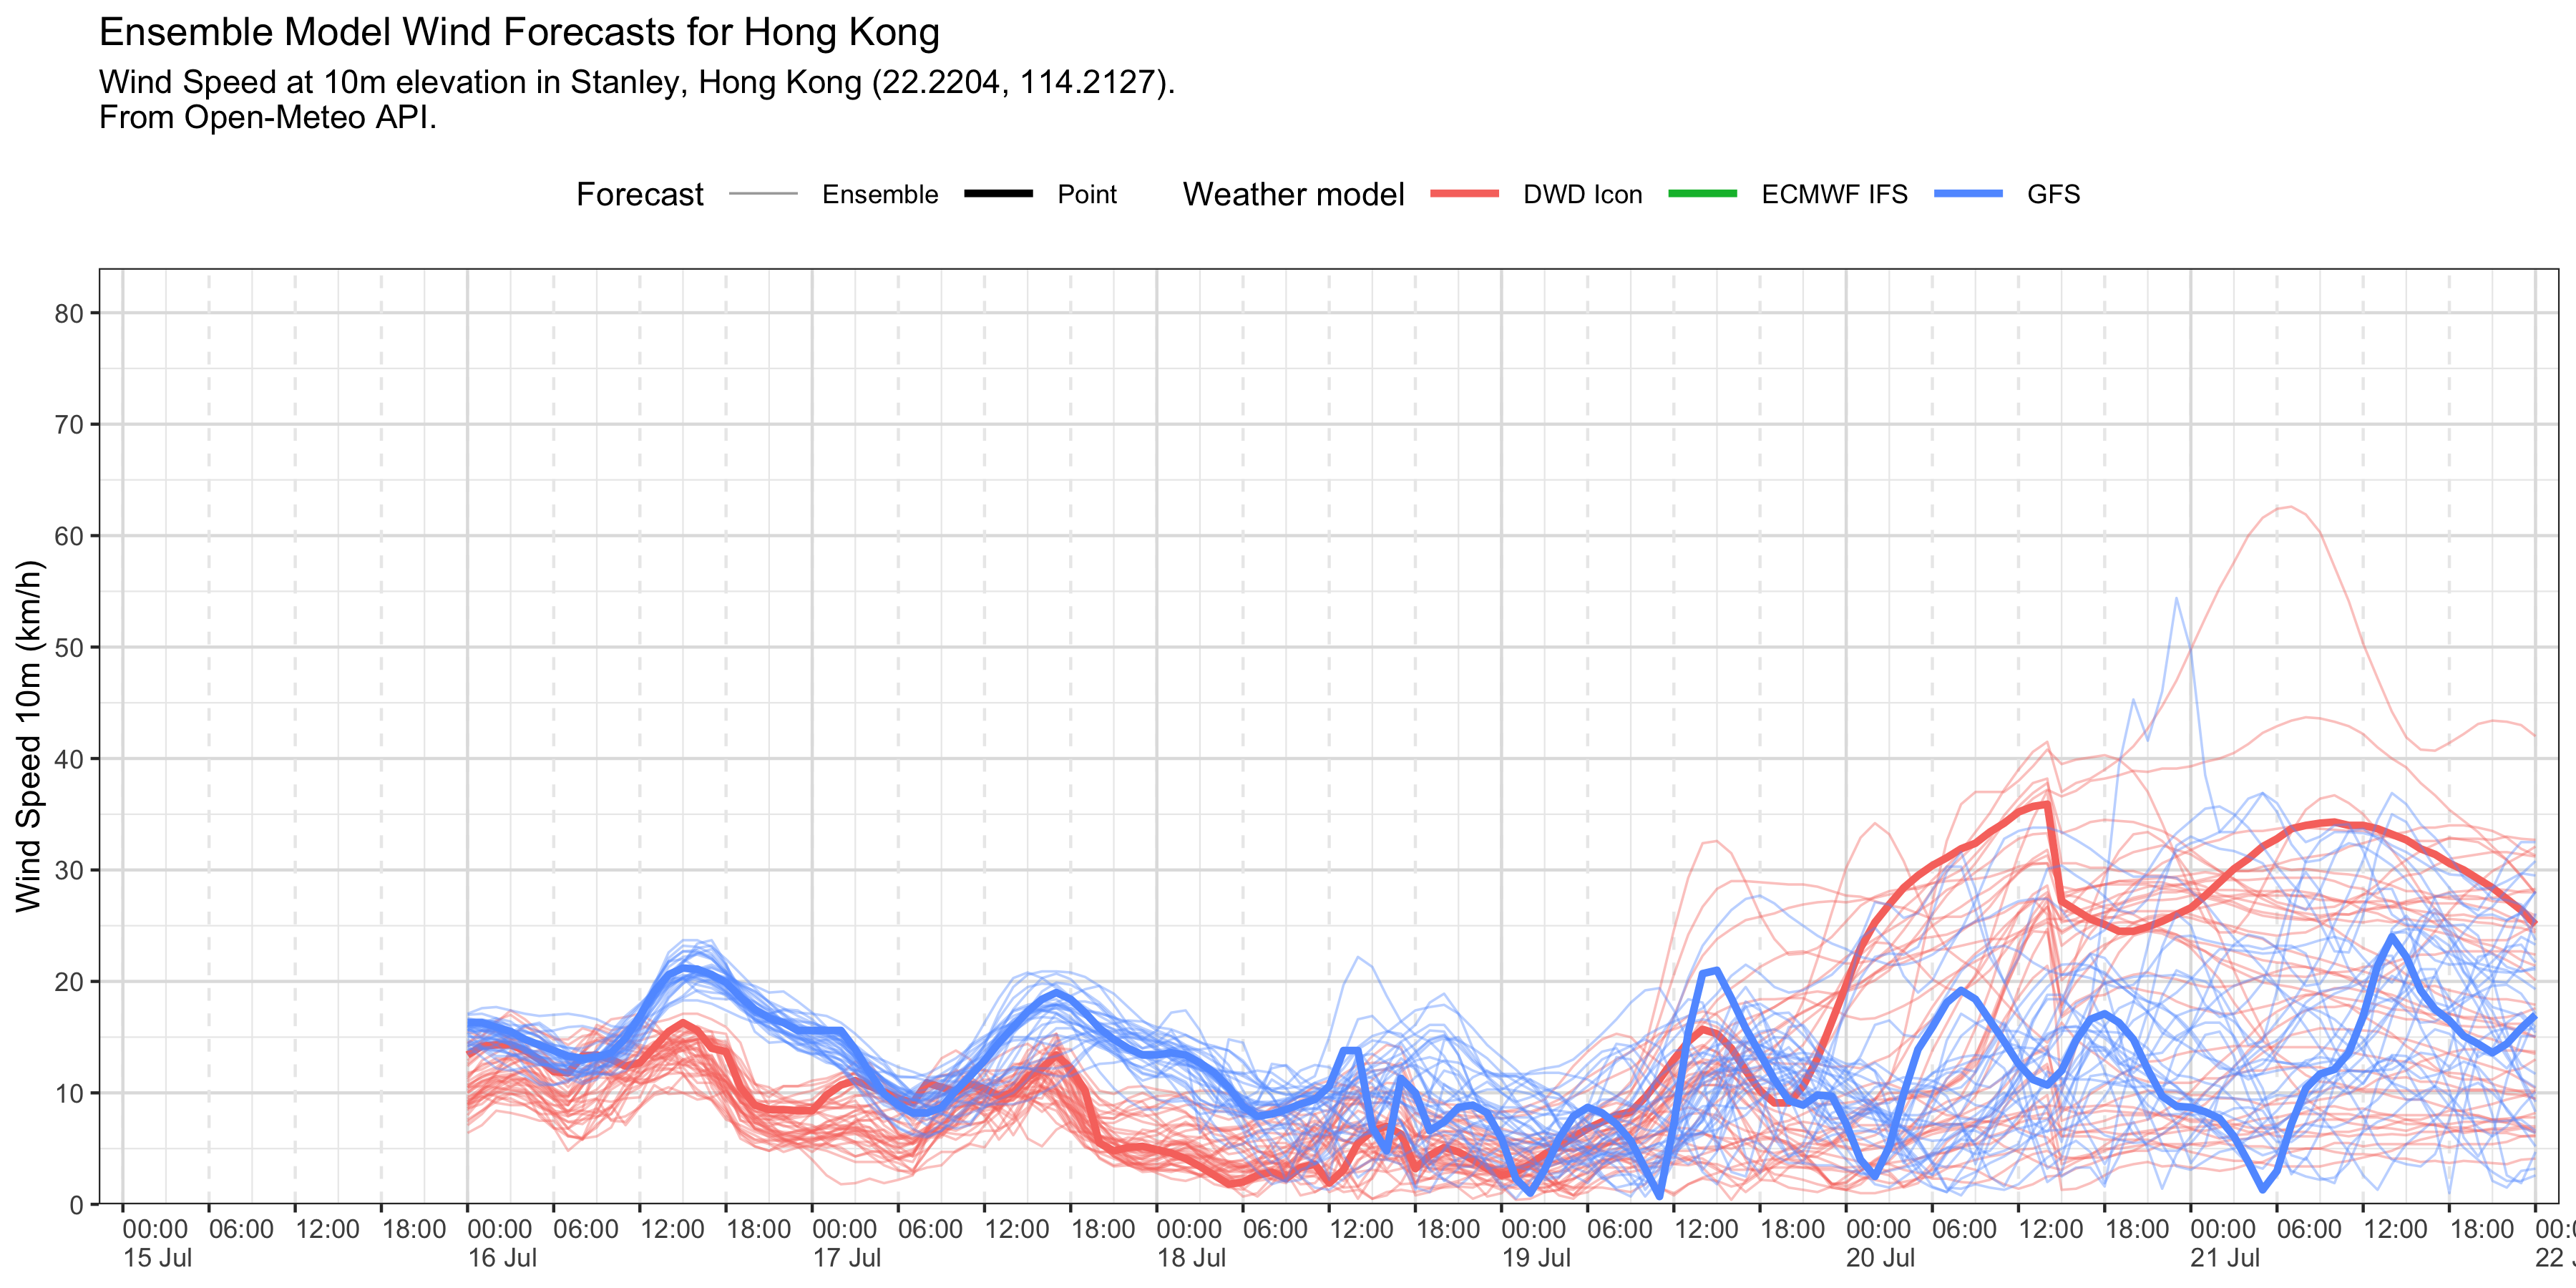 Ensemble Model Wind Forecasts for Hong Kong
Wind Speed at 10m elevation in Stanley, Hong Kong (22.2204, 114.2127).
From Open-Meteo API.
Forecast Ensemble Point Weather model DWD Icon ECMWF IFS GFS
Wind Speed 10m (km/h)
80
70
60
50
40
30
20
10
0
00:00 06:00 12:00 18:00 00:00 06:00 12:00 18:00 00:00 06:00 12:00 18:00 00:00 06:00 12:00 18:00 00:00 06:00 12:00 18:00 00:00 06:00 12:00 18:00 00:00 06:00 12:00 18:00
15 Jul 16 Jul 17 Jul 18 Jul 19 Jul 20 Jul 21 Jul 22